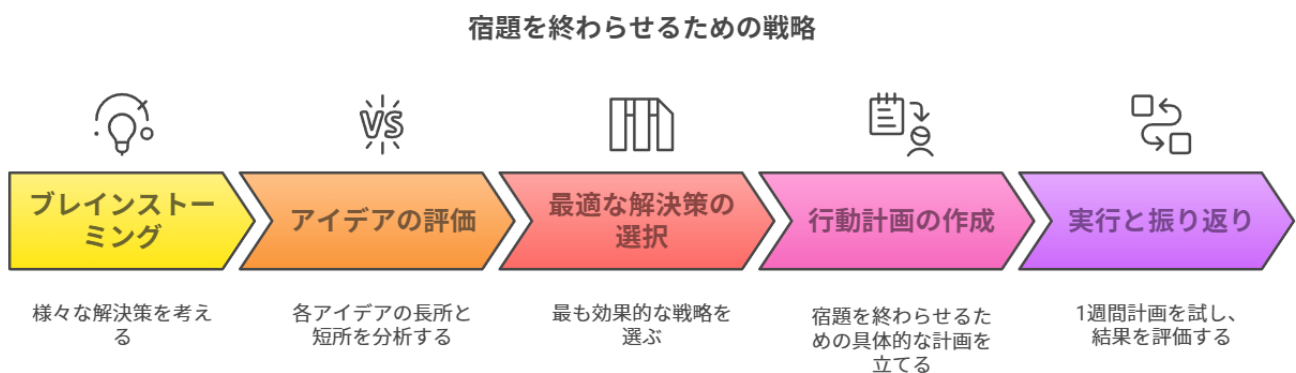 宿題を終わらせるための戦略
VS
ブレインストー
ミング
アイデアの評価
最適な解決策の
選択
行動計画の作成
実行と振り返り
様々な解決策を考え
る
各アイデアの長所と
短所を分析する
最も効果的な戦略を
選ぶ
宿題を終わらせるた
めの具体的な計画を
立てる
1週間計画を試し、
結果を評価する